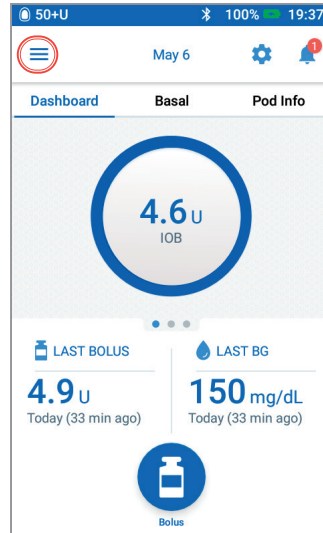 50+U 100% 19:37
May 6 1
Dashboard Basal Pod Info
4.6 U
IOB
LAST BOLUS LAST BG
4.9 U 150 mg/dL
Today (33 min ago) Today (33 min ago)
Bolus